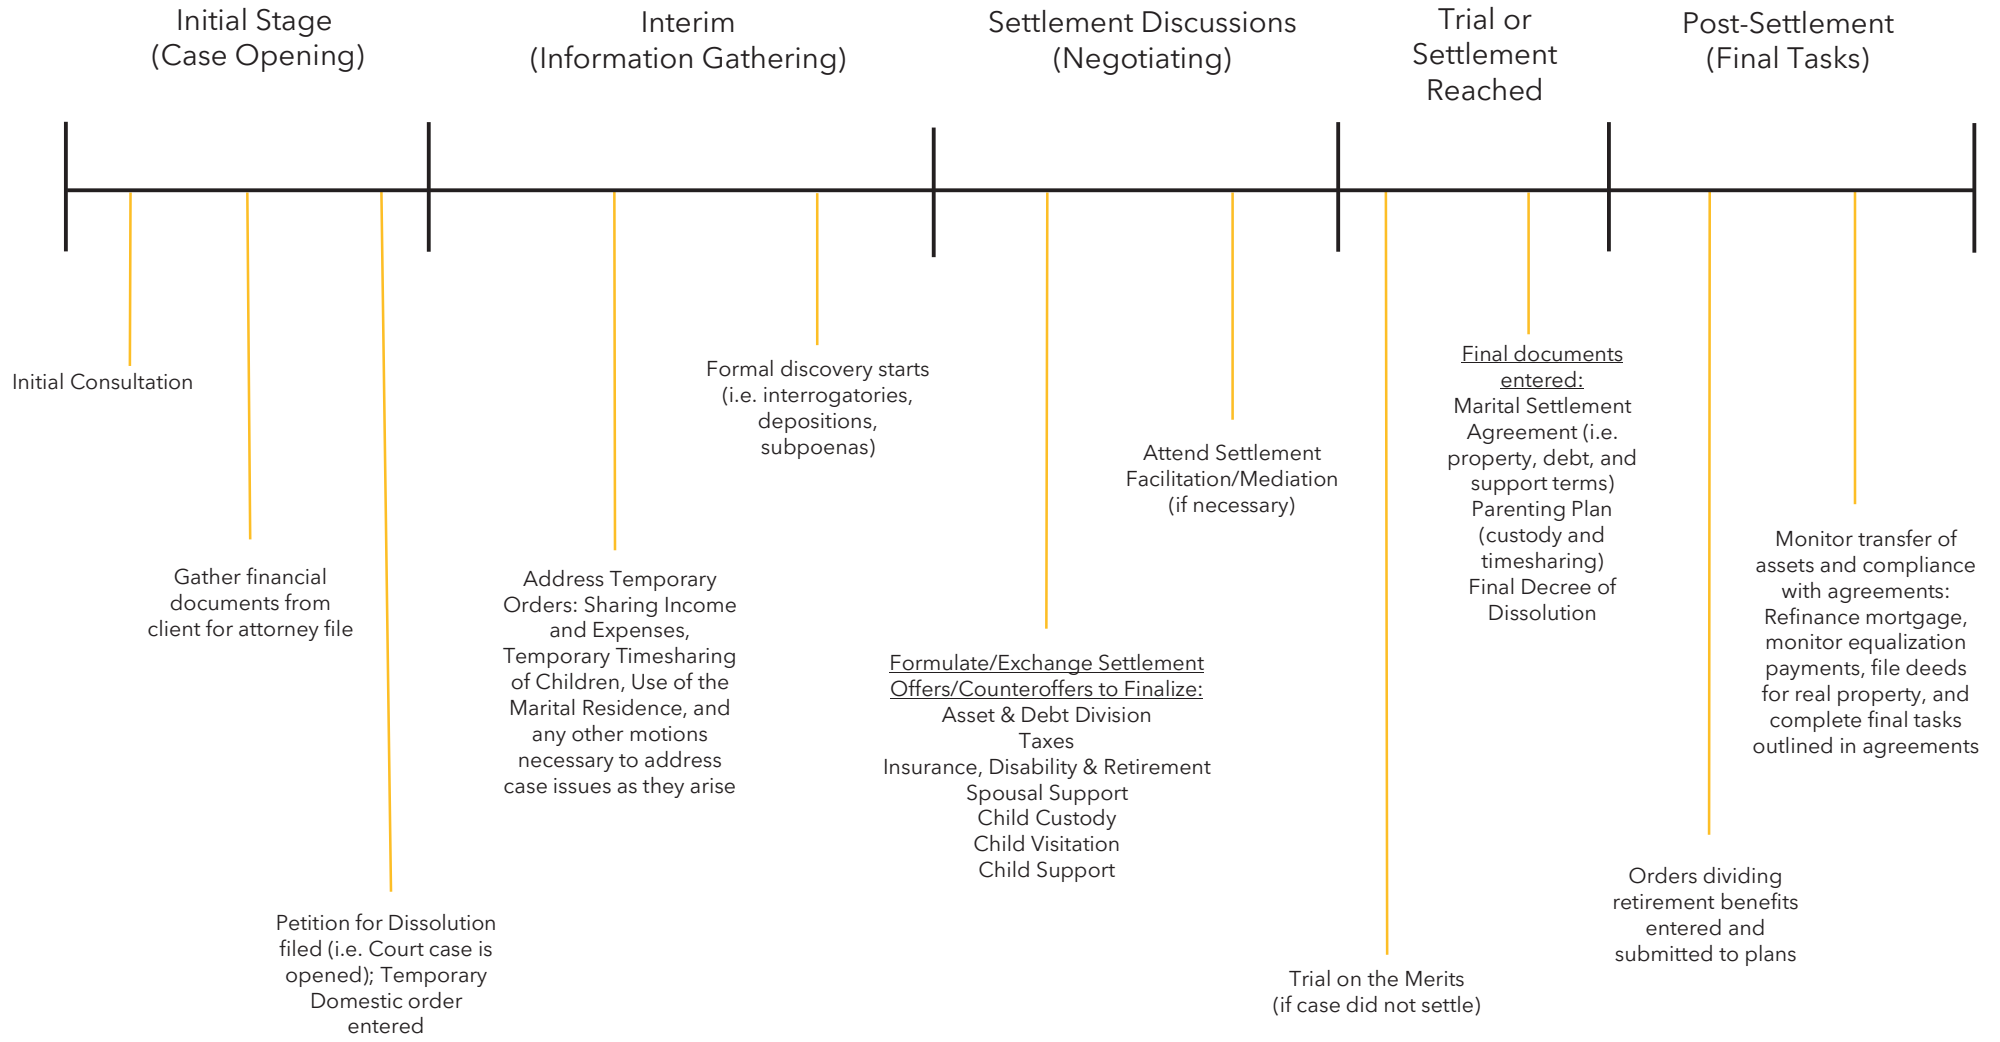 Initial Stage
(Case Opening)
Interim
(Information Gathering)
Settlement Discussions
(Negotiating)
Trial or
Settlement
Reached
Post-Settlement
(Final Tasks)
Initial Consultation
Gather financial
documents from
client for attorney file
Petition for Dissolution
filed (i.e. Court case is
opened); Temporary
Domestic order
entered
Address Temporary
Orders: Sharing Income
and Expenses,
Temporary Timesharing
of Children, Use of the
Marital Residence, and
any other motions
necessary to address
case issues as they arise
Formal discovery starts
(i.e. interrogatories,
depositions,
subpoenas)
Formulate/Exchange Settlement
Offers/Counteroffers to Finalize:
Asset & Debt Division
Taxes
Insurance, Disability & Retirement
Spousal Support
Child Custody
Child Visitation
Child Support
Attend Settlement
Facilitation/Mediation
(if necessary)
Trial on the Merits
(if case did not settle)
Final documents
entered:
Marital Settlement
Agreement (i.e.
property, debt, and
support terms)
Parenting Plan
(custody and
timesharing)
Final Decree of
Dissolution
Orders dividing
retirement benefits
entered and
submitted to plans
Monitor transfer of
assets and compliance
with agreements:
Refinance mortgage,
monitor equalization
payments, file deeds
for real property, and
complete final tasks
outlined in agreements